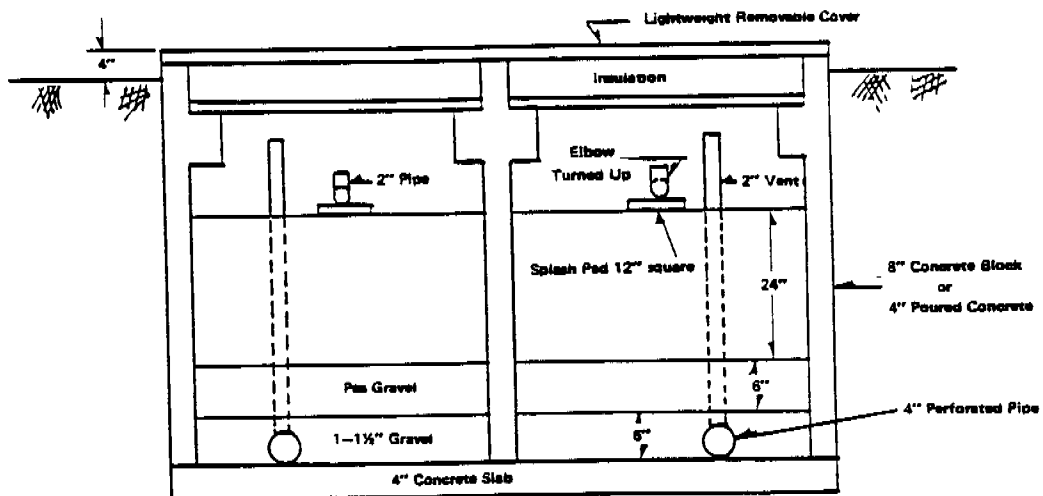 Lightweight Removable Cover
4"
Insulation
Elbow
Turned Up
2" Pipe
2" Vent
Splash Pad 12" square
24"
8" Concrete Block
or
4" Poured Concrete
Pea Gravel
6"
4" Perforated Pipe
1-1½" Gravel
6"
4" Concrete Slab